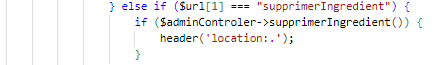 } else if ($url[1] === "supprimerIngredient") {
if ($adminControler->supprimerIngredient()) {
header('location:.');
}